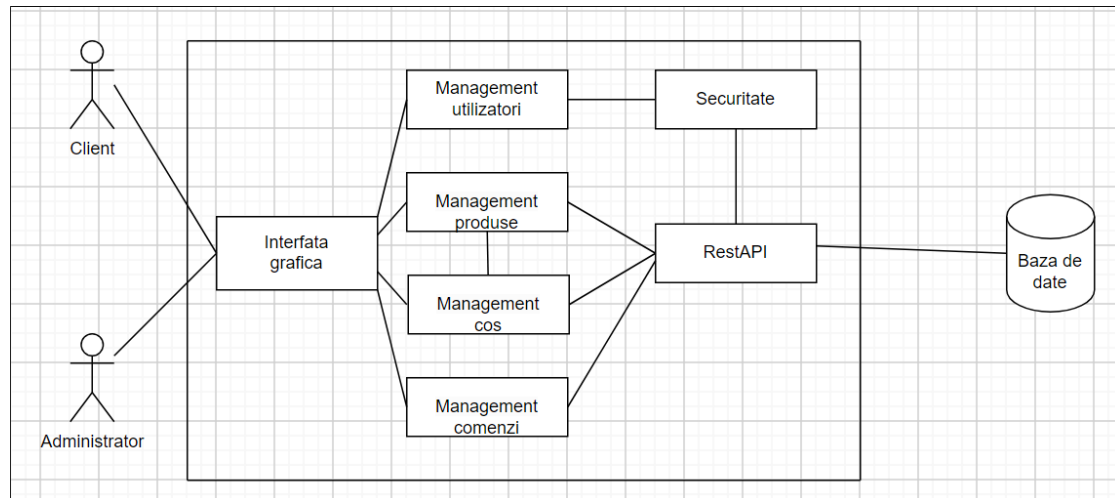 Client
Administrator
Interfata
grafica
Management
utilizatori
Management
produse
Management
cos
Management
comenzi
Securitate
RestAPI
Baza de
date